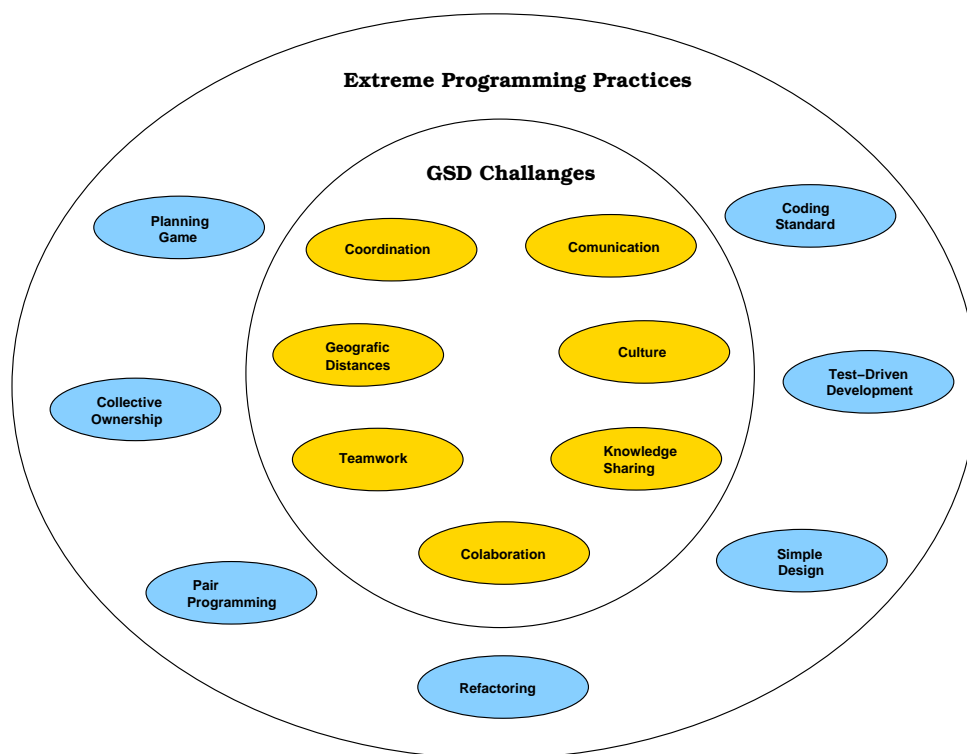 Extreme Programming Practices
GSD Challanges
Planning
Game
Coding
Standard
Coordination
Comunication
Geografic
Distances
Culture
Test−Driven
Development
Collective
Ownership
Teamwork
Knowledge
Sharing
Colaboration
Simple
Design
Pair
Programming
Refactoring